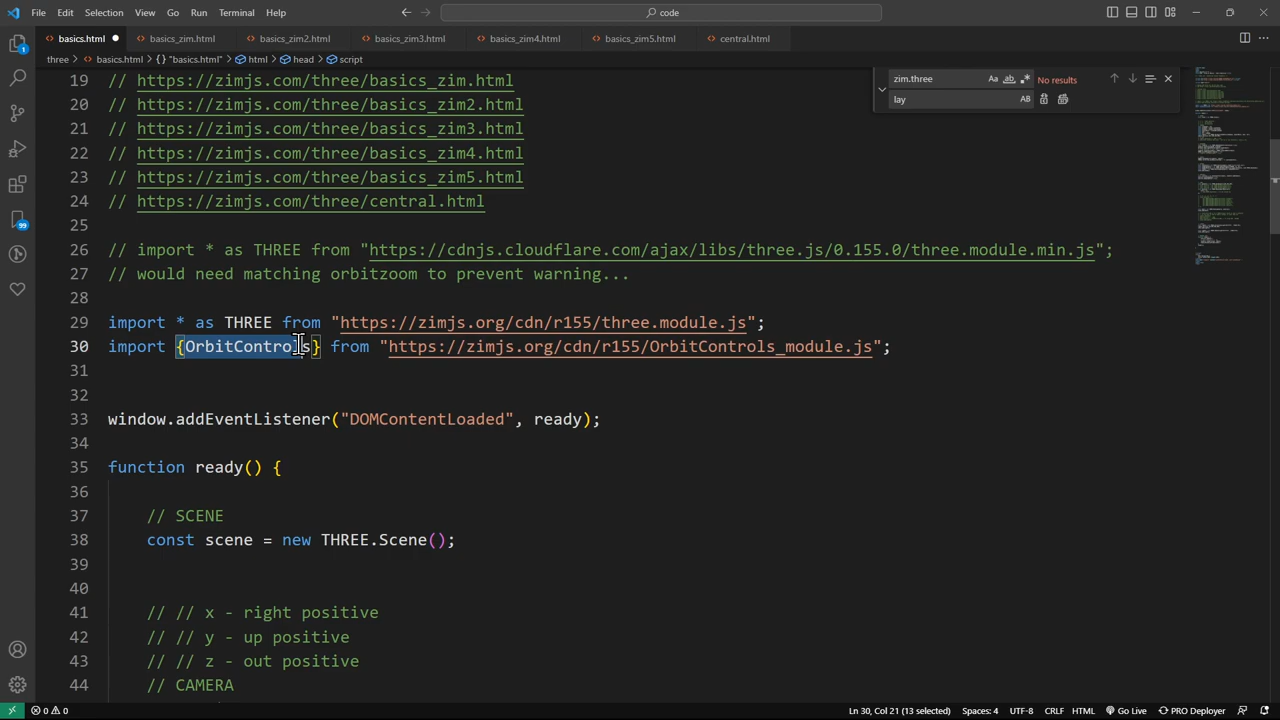 File Edit Selection View Go Run Terminal Help
code
basics.html basics_zim.html basics_zim2.html basics_zim3.html basics_zim4.html basics_zim5.html central.html
three > basics.html > {} "basics.html" > html > head > script
zim.three Aa ab .* No results
lay AB
19 // https://zimjs.com/three/basics_zim.html
20 // https://zimjs.com/three/basics_zim2.html
21 // https://zimjs.com/three/basics_zim3.html
22 // https://zimjs.com/three/basics_zim4.html
23 // https://zimjs.com/three/basics_zim5.html
24 // https://zimjs.com/three/central.html
25
26 // import * as THREE from "https://cdnjs.cloudflare.com/ajax/libs/three.js/0.155.0/three.module.min.js";
27 // would need matching orbitzoom to prevent warning...
28
29 import * as THREE from "https://zimjs.org/cdn/r155/three.module.js";
30 import {OrbitControls} from "https://zimjs.org/cdn/r155/OrbitControls_module.js";
31
32
33 window.addEventListener("DOMContentLoaded", ready);
34
35 function ready() {
36
37 // SCENE
38 const scene = new THREE.Scene();
39
40
41 // // x - right positive
42 // // y - up positive
43 // // z - out positive
44 // CAMERA
1
99
0 0 Ln 30, Col 21 (13 selected) Spaces: 4 UTF-8 CRLF HTML Go Live PRO Deployer